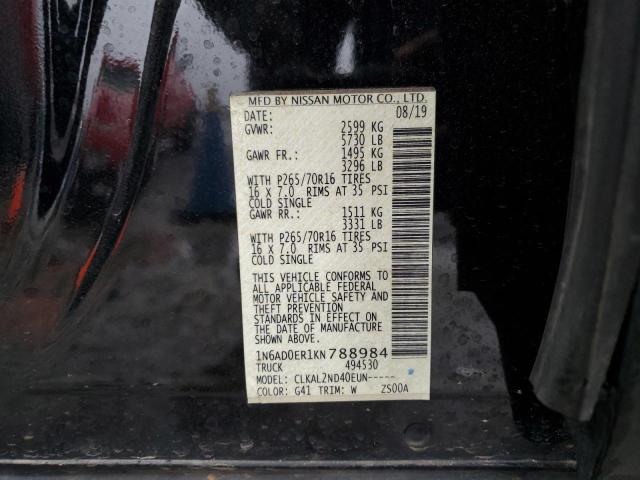 MFD BY NISSAN MOTOR CO., LTD.
DATE: 08/19
GVWR: 2599 KG
5730 LB
GAWR FR.: 1495 KG
3296 LB
WITH P265/70R16 TIRES
16 X 7.0 RIMS AT 35 PSI
COLD SINGLE
GAWR RR.: 1511 KG
3331 LB
WITH P265/70R16 TIRES
16 X 7.0 RIMS AT 35 PSI
COLD SINGLE
THIS VEHICLE CONFORMS TO
ALL APPLICABLE FEDERAL
MOTOR VEHICLE SAFETY AND
THEFT PREVENTION
STANDARDS IN EFFECT ON
THE DATE OF MANUFACTURE
SHOWN ABOVE.
1N6AD0ER1KN788984
TRUCK 494530
MODEL: CLKAL2ND40EUN-----
COLOR: G41 TRIM: W ZS00A